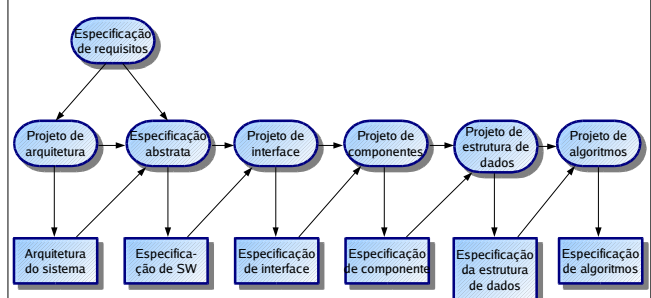 Especificação
de requisitos
Projeto de
arquitetura
Especificação
abstrata
Projeto de
interface
Projeto de
componentes
Projeto de
estrutura de
dados
Projeto de
algoritmos
Arquitetura
do sistema
Especifica-
ção de SW
Especificação
de interface
Especificação
de componente
Especificação
da estrutura
de dados
Especificação
de algoritmos